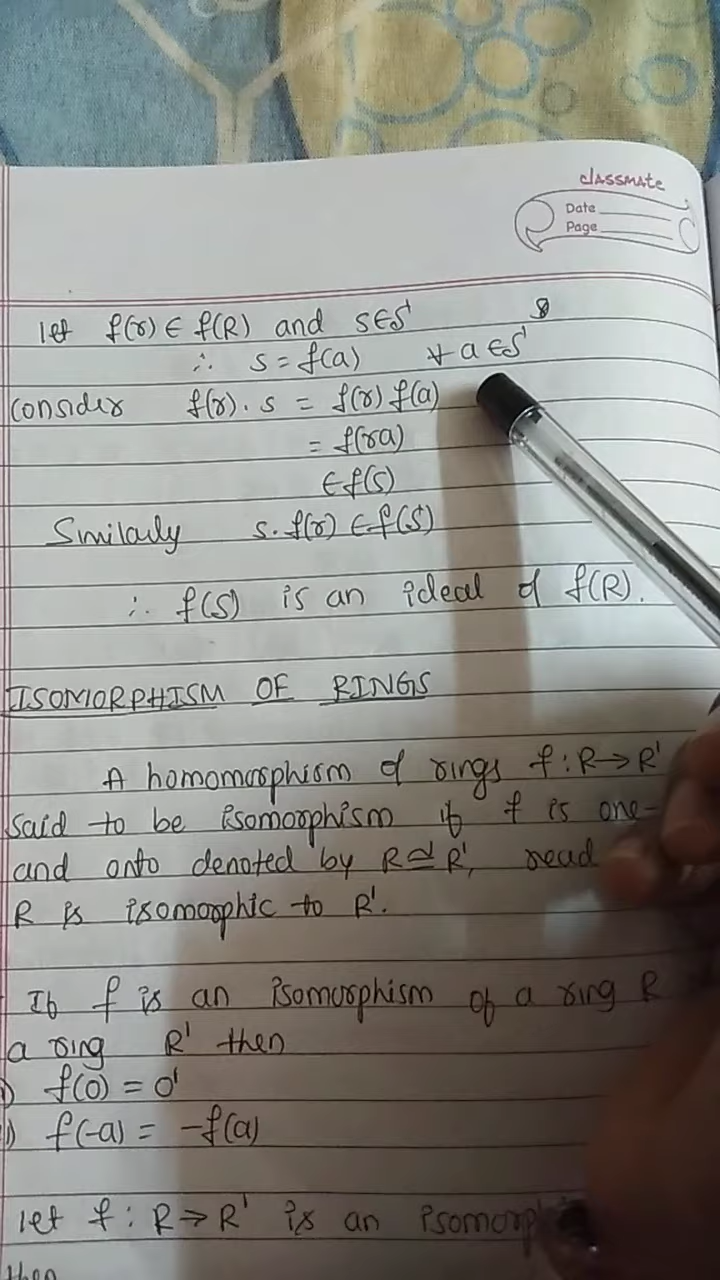 classmate
Date
Page
let f(r) ∈ f(R) and s∈S'
∴ s = f(a) ∀ a ∈S'
Consider f(r). s = f(r) f(a)
= f(ra)
∈ f(S)
Similarly s. f(r) ∈ f(S)
∴ f(S) is an ideal of f(R).
ISOMORPHISM OF RINGS
A homomorphism of rings f : R → R'
said to be isomorphism if f is one-
and onto denoted by R ≅ R', read
R is isomorphic to R'.
If f is an isomorphism of a ring R
a ring R' then
) f(0) = 0'
) f(-a) = -f(a)
let f : R → R' is an isomorp
then